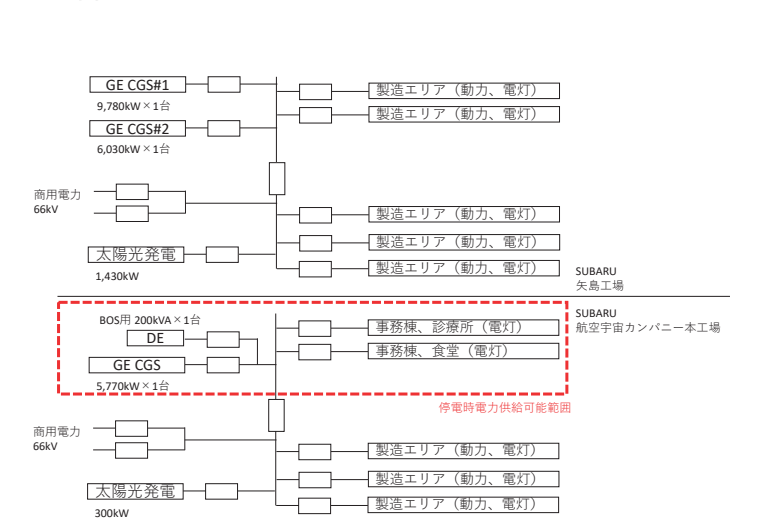 GE CGS#1
9,780kW×1台
GE CGS#2
6,030kW×1台
製造エリア（動力、電灯）
製造エリア（動力、電灯）
商用電力
66kV
製造エリア（動力、電灯）
製造エリア（動力、電灯）
製造エリア（動力、電灯）
太陽光発電
1,430kW
SUBARU
矢島工場
SUBARU
航空宇宙カンパニー本工場
BOS用 200kVA×1台
DE
GE CGS
5,770kW×1台
事務棟、診療所（電灯）
事務棟、食堂（電灯）
停電時電力供給可能範囲
商用電力
66kV
製造エリア（動力、電灯）
製造エリア（動力、電灯）
製造エリア（動力、電灯）
太陽光発電
300kW